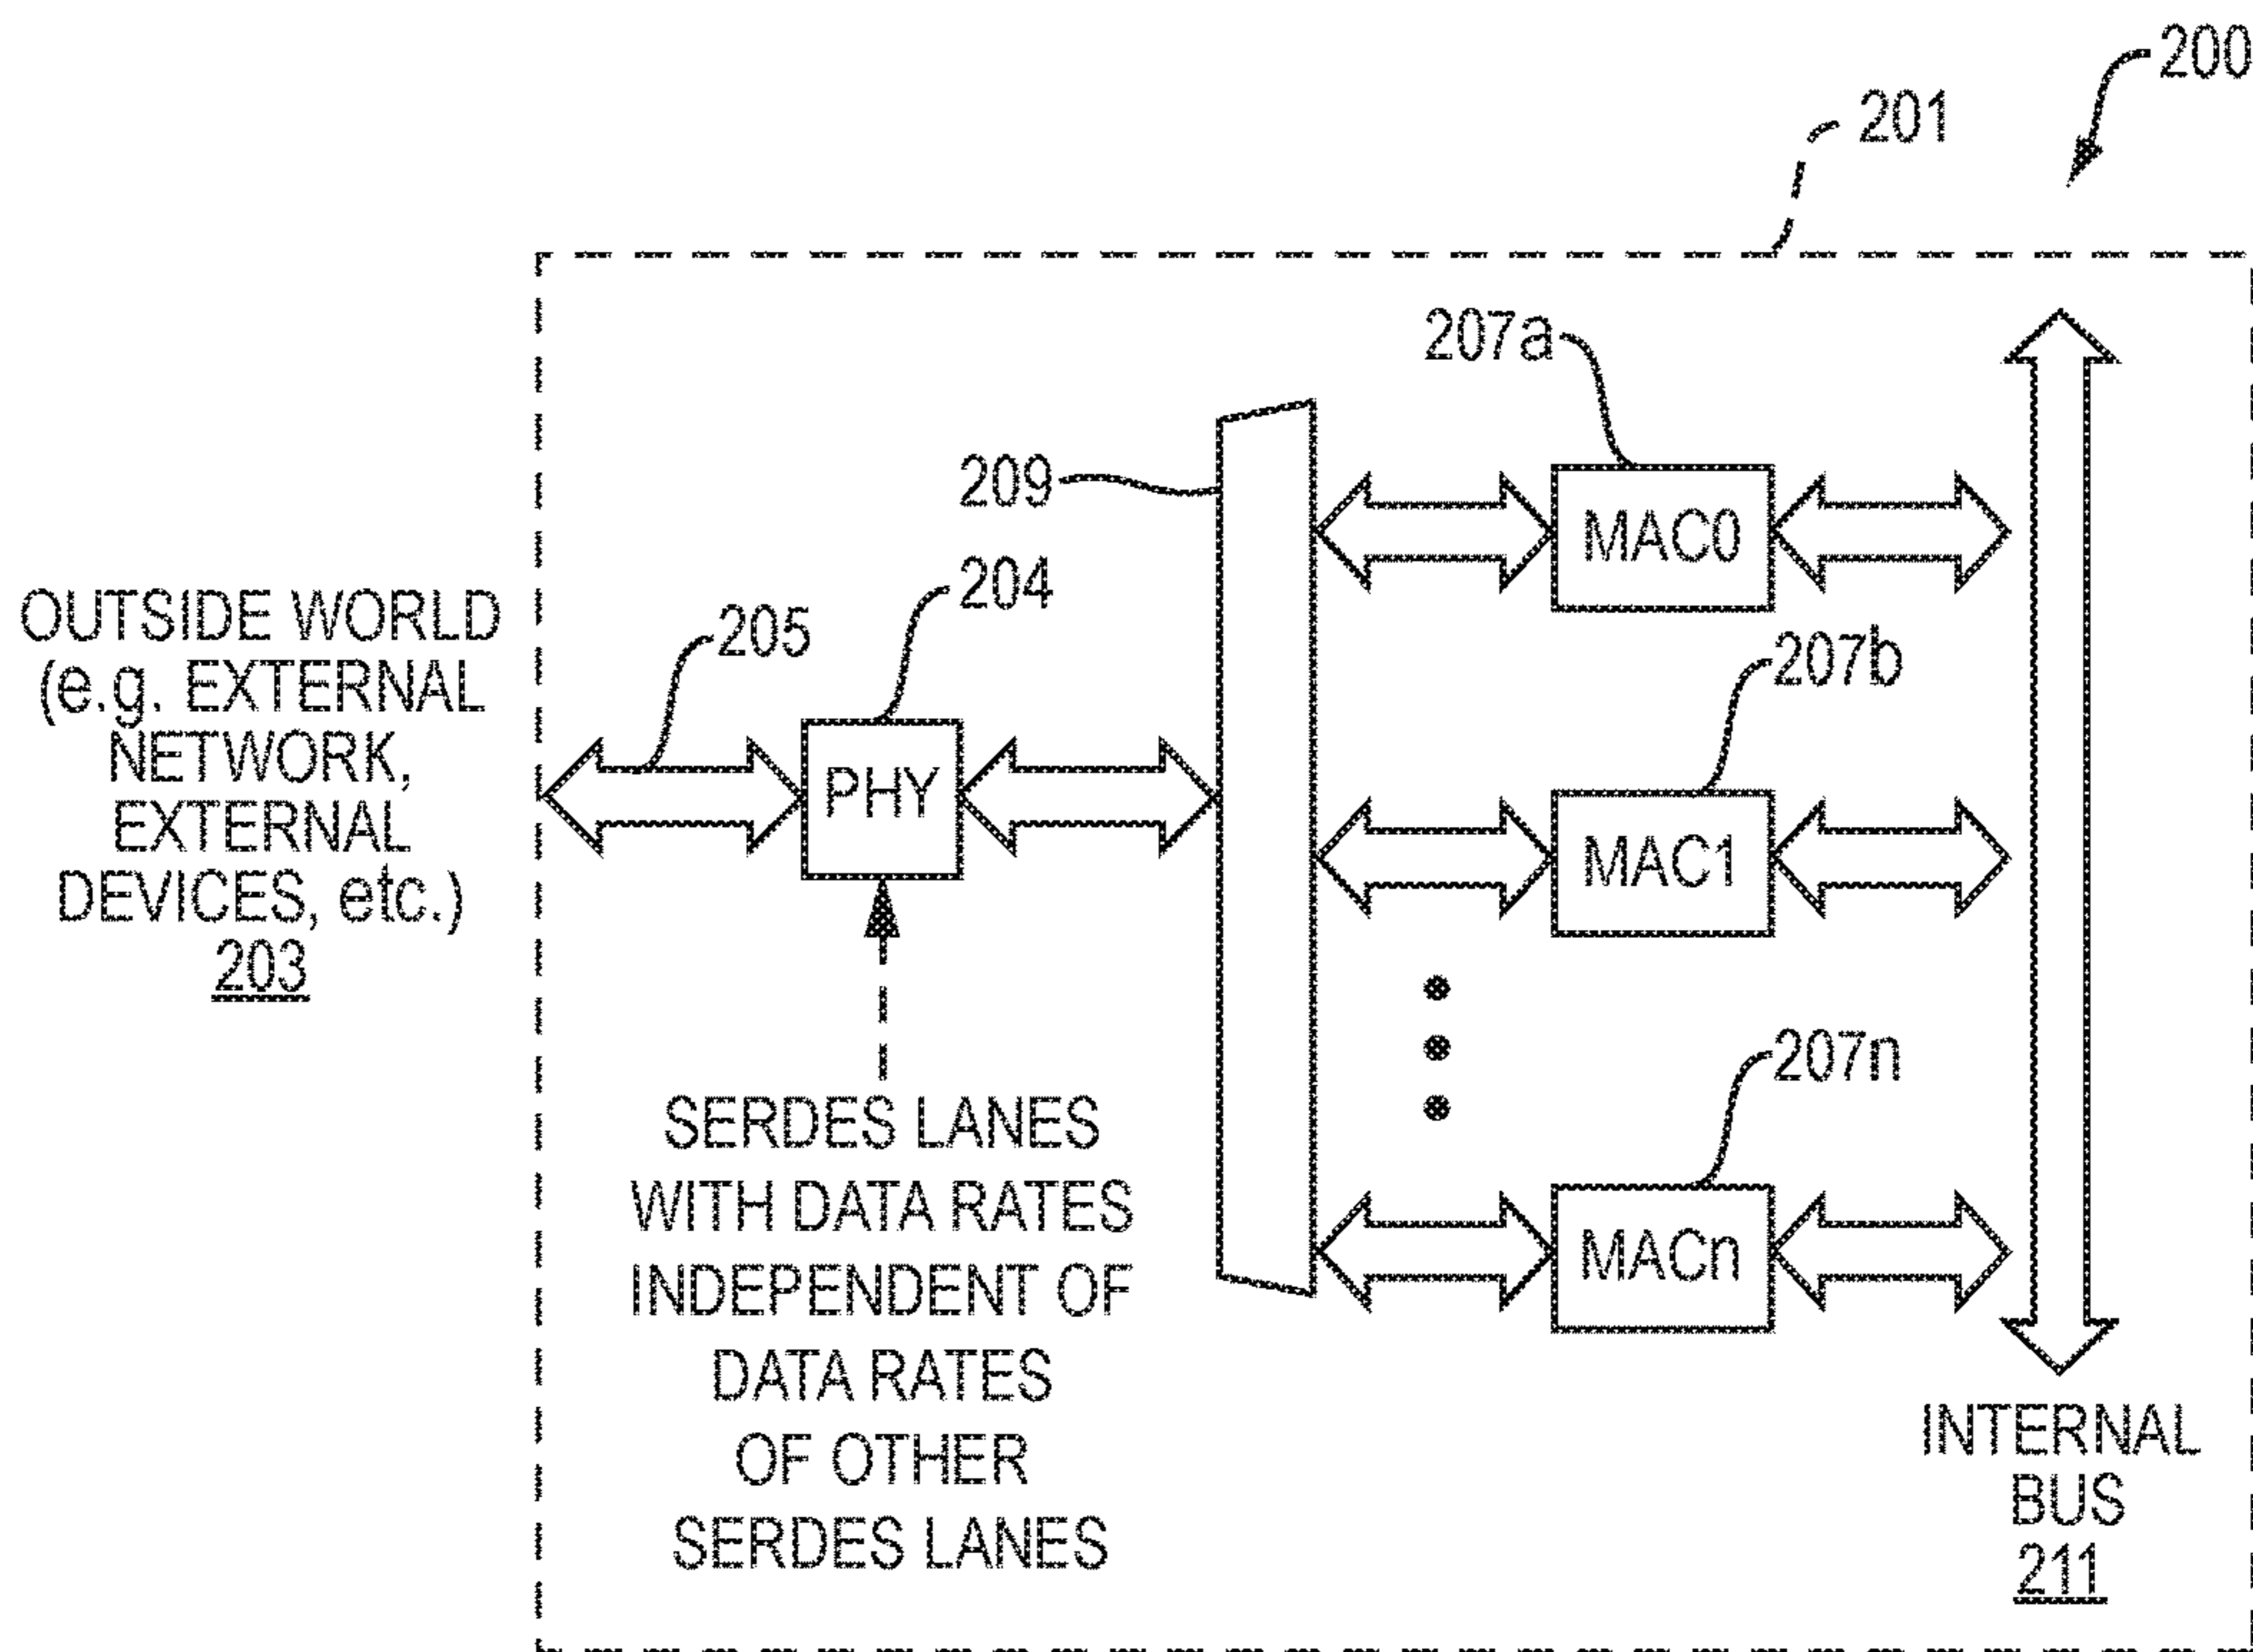 200
201
207a
209
MAC0
204
OUTSIDE WORLD
(e.g. EXTERNAL
NETWORK,
EXTERNAL
DEVICES, etc.)
203
205
207b
PHY
MAC1
207n
SERDES LANES
WITH DATA RATES
INDEPENDENT OF
DATA RATES
OF OTHER
SERDES LANES
MACn
INTERNAL
BUS
211